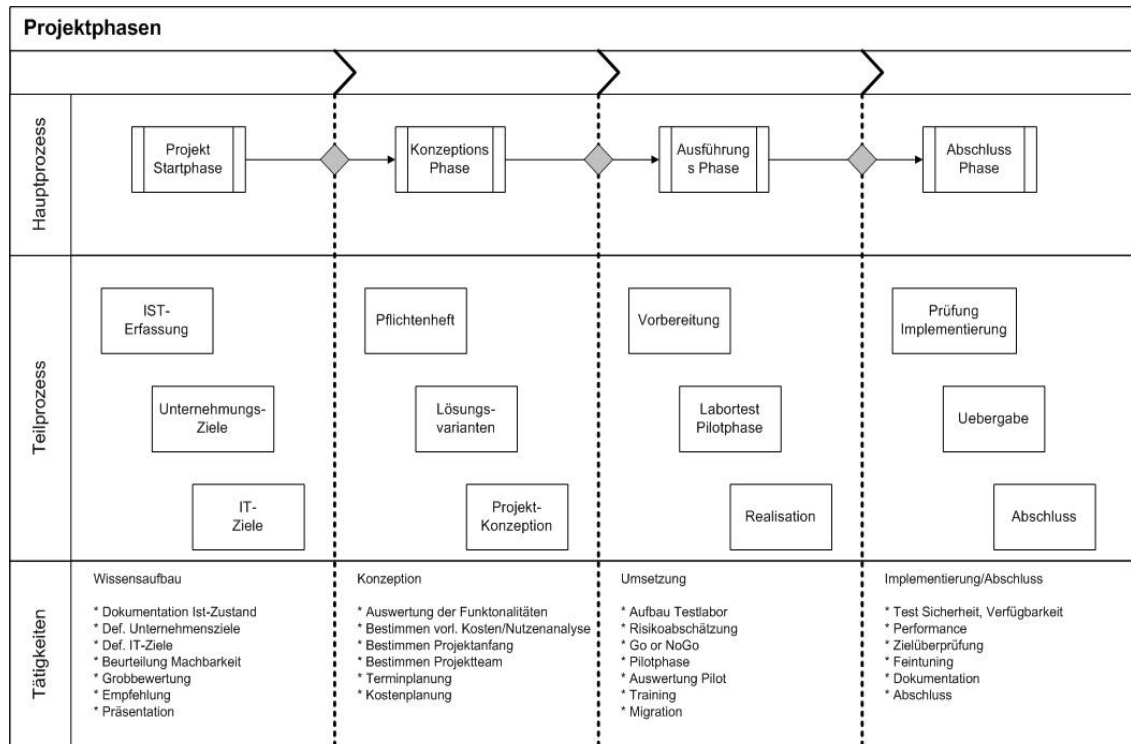 Projektphasen
Hauptprozess
Projekt
Startphase
Konzeptions
Phase
Ausführung
s Phase
Abschluss
Phase
Teilprozess
IST-
Erfassung
Unternehmungs-
Ziele
IT-
Ziele
Pflichtenheft
Lösungs-
varianten
Projekt-
Konzeption
Vorbereitung
Labortest
Pilotphase
Realisation
Prüfung
Implementierung
Uebergabe
Abschluss
Tätigkeiten
Wissensaufbau
* Dokumentation Ist-Zustand
* Def. Unternehmensziele
* Def. IT-Ziele
* Beurteilung Machbarkeit
* Grobbewertung
* Empfehlung
* Präsentation
Konzeption
* Auswertung der Funktonalitäten
* Bestimmen vorl. Kosten/Nutzenanalyse
* Bestimmen Projektanfang
* Bestimmen Projektteam
* Terminplanung
* Kostenplanung
Umsetzung
* Aufbau Testlabor
* Risikoabschätzung
* Go or NoGo
* Pilotphase
* Auswertung Pilot
* Training
* Migration
Implementierung/Abschluss
* Test Sicherheit, Verfügbarkeit
* Performance
* Zielüberprüfung
* Feintuning
* Dokumentation
* Abschluss